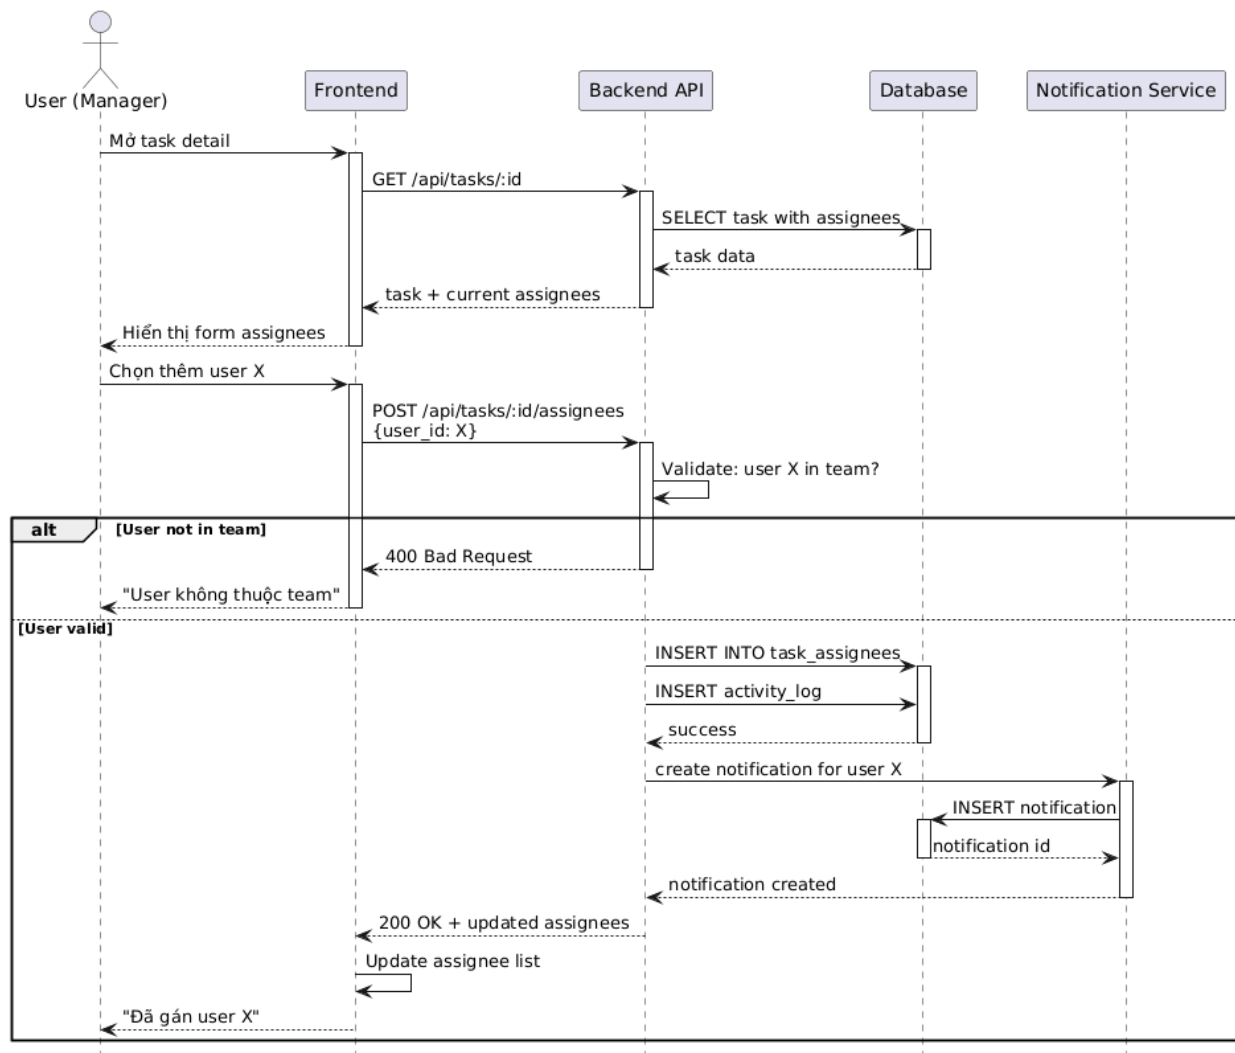 User (Manager)
Frontend
Backend API
Database
Notification Service
Mở task detail
GET /api/tasks/:id
SELECT task with assignees
task data
task + current assignees
Hiển thị form assignees
Chọn thêm user X
POST /api/tasks/:id/assignees
{user_id: X}
Validate: user X in team?
alt
[User not in team]
400 Bad Request
"User không thuộc team"
[User valid]
INSERT INTO task_assignees
INSERT activity_log
success
create notification for user X
INSERT notification
notification id
notification created
200 OK + updated assignees
Update assignee list
"Đã gán user X"